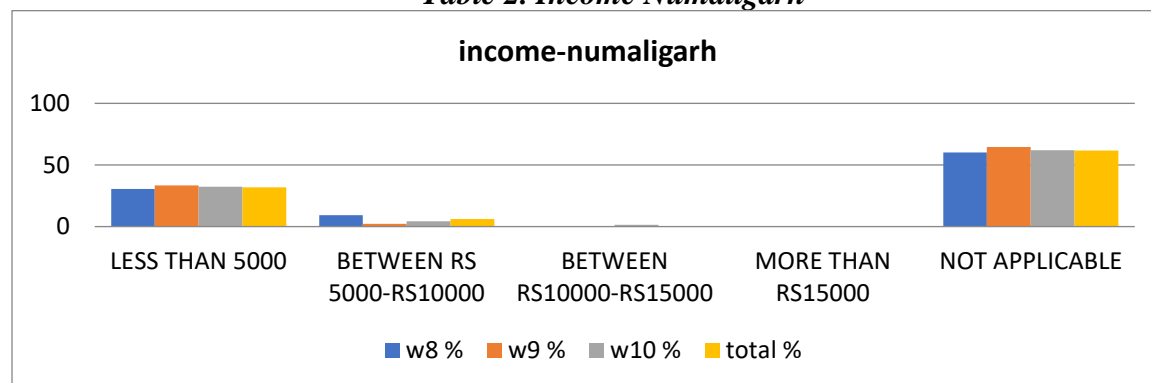 Table 2. Income Numaligarh
income-numaligarh
100
50
0
LESS THAN 5000
BETWEEN RS 5000-RS10000
BETWEEN RS10000-RS15000
MORE THAN RS15000
NOT APPLICABLE
w8 % w9 % w10 % total %